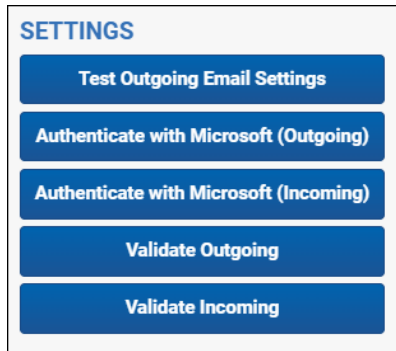 SETTINGS
Test Outgoing Email Settings
Authenticate with Microsoft (Outgoing)
Authenticate with Microsoft (Incoming)
Validate Outgoing
Validate Incoming